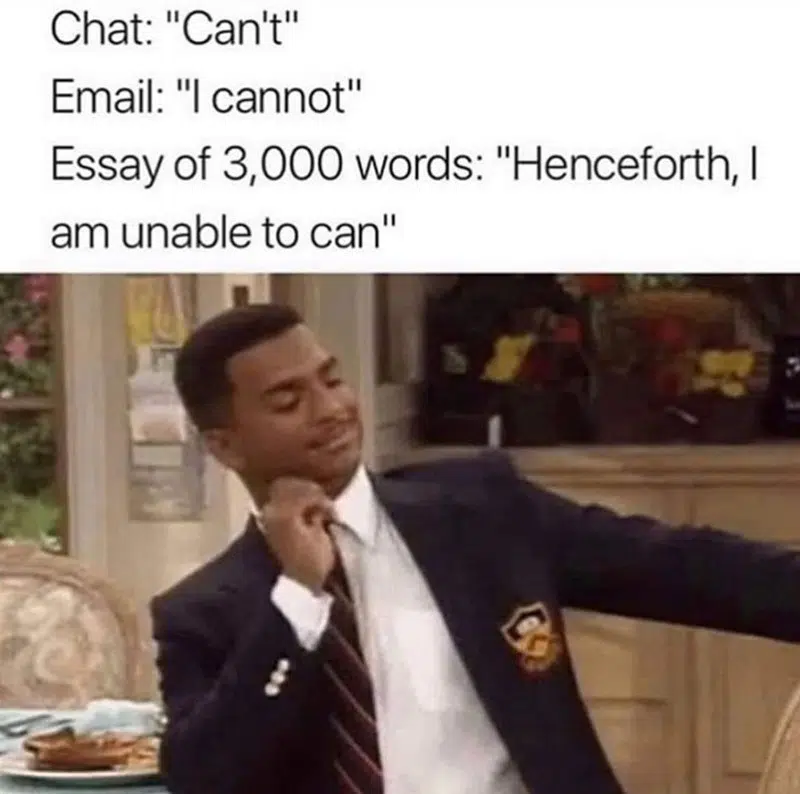 Chat: "Can't"
Email: "I cannot"
Essay of 3,000 words: "Henceforth, I
am unable to can"